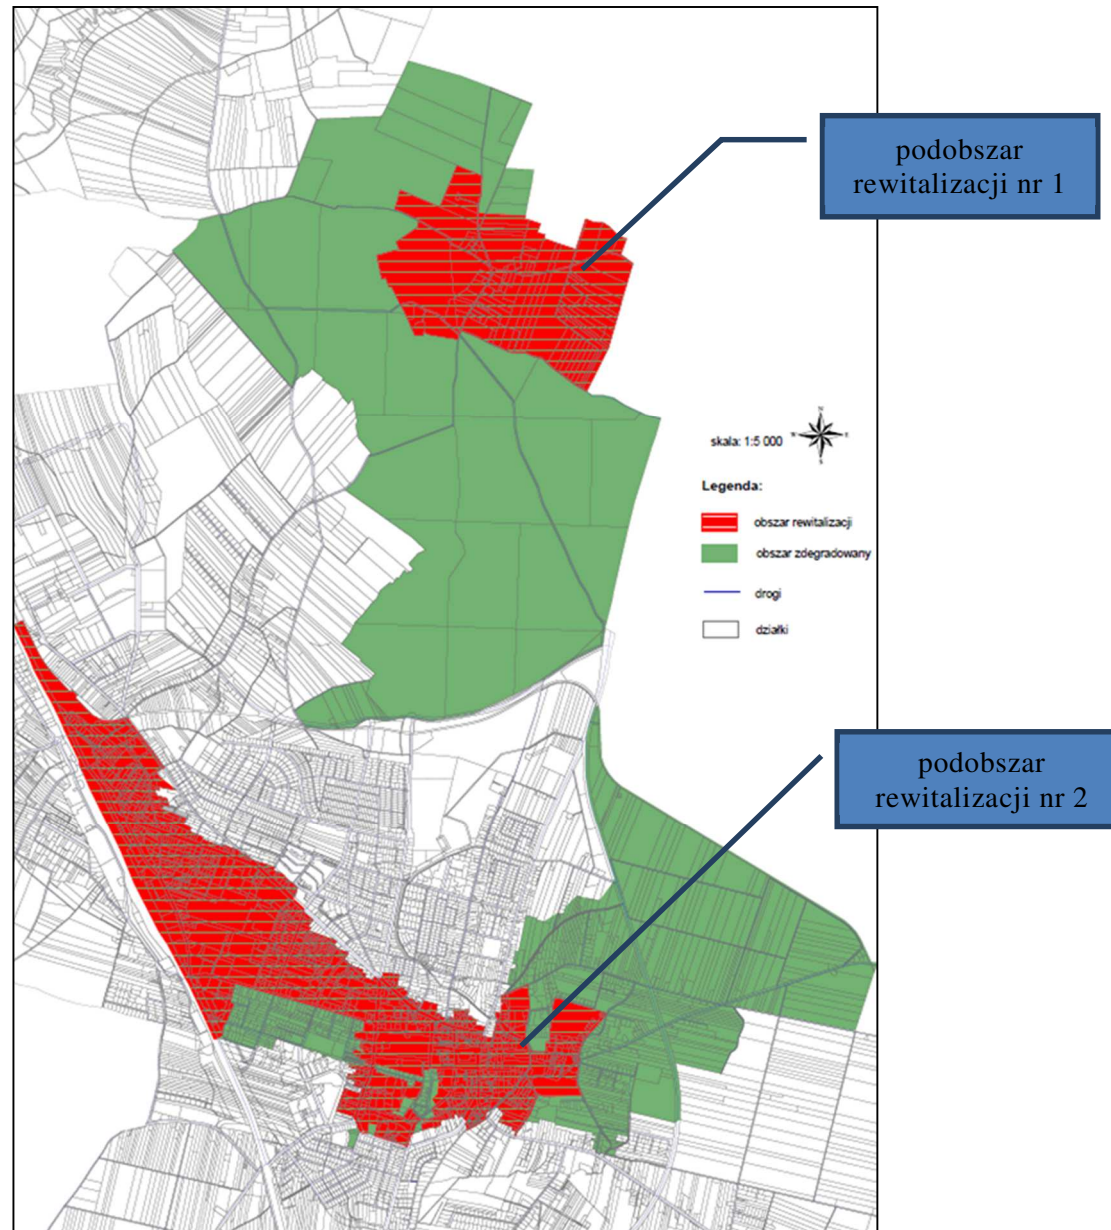 podobszar
rewitalizacji nr 1
N
W
E
S
skala: 1:5 000
Legenda:
obszar rewitalizacji
obszar zdegradowany
drogi
działki
podobszar
rewitalizacji nr 2